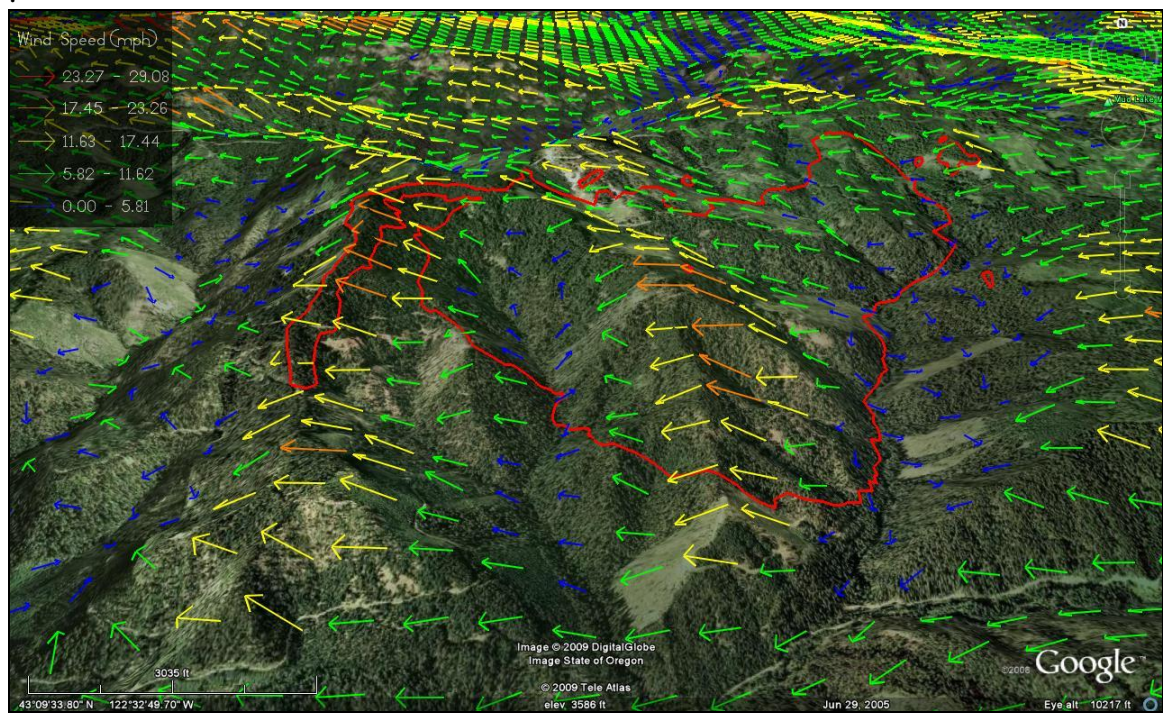 N
Wind Speed (mph)
23.27 - 29.08
17.45 - 23.26
11.63 - 17.44
5.82 - 11.62
0.00 - 5.81
Image © 2009 DigitalGlobe
Image State of Oregon
© 2009 Tele Atlas
©2008 Google
3035 ft
43°09'33.80" N 122°32'49.70" W
elev 3586 ft
Jun 29, 2005
Eye alt 10217 ft